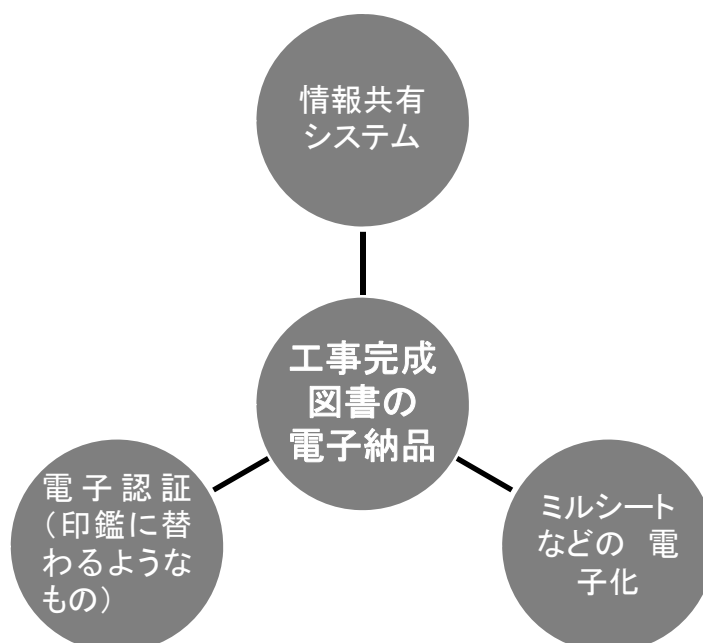 情報共有
システム
工事完成
図書の
電子納品
電子認証
（印鑑に替
わるような
もの）
ミルシート
などの　電
子化